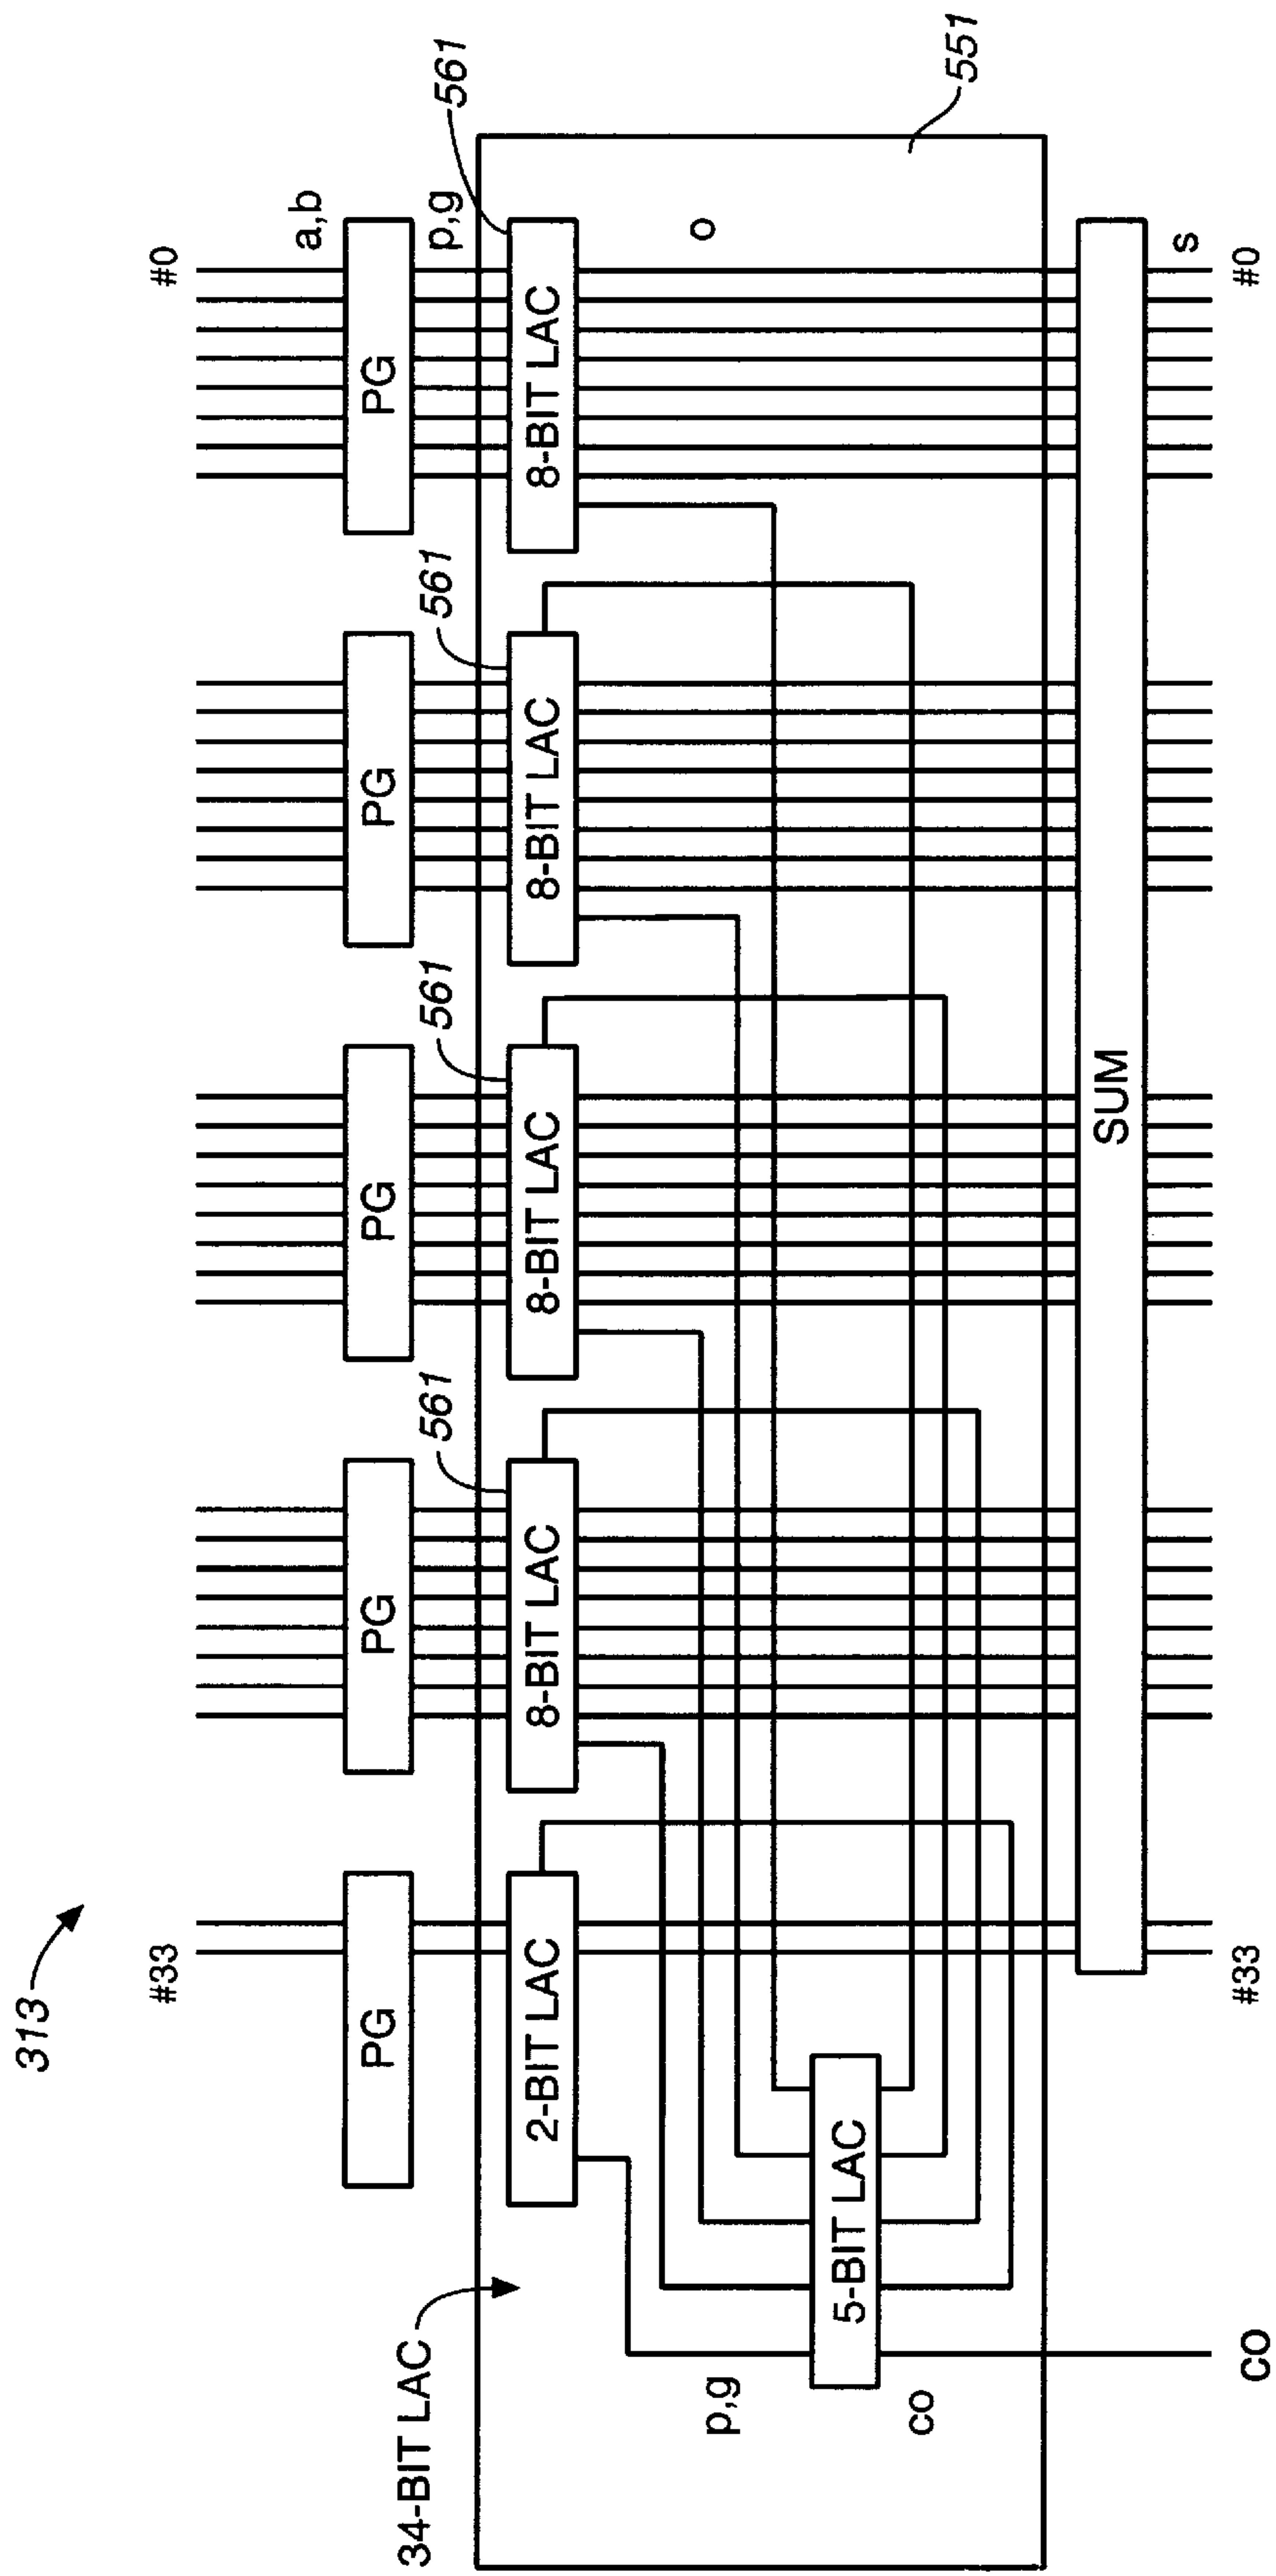 313
#33
#0
a,b
PG
PG
PG
PG
PG
p,g
34-BIT LAC
561
561
561
561
2-BIT LAC
8-BIT LAC
8-BIT LAC
8-BIT LAC
8-BIT LAC
p,g
o
5-BIT LAC
co
551
SUM
s
co
#33
#0